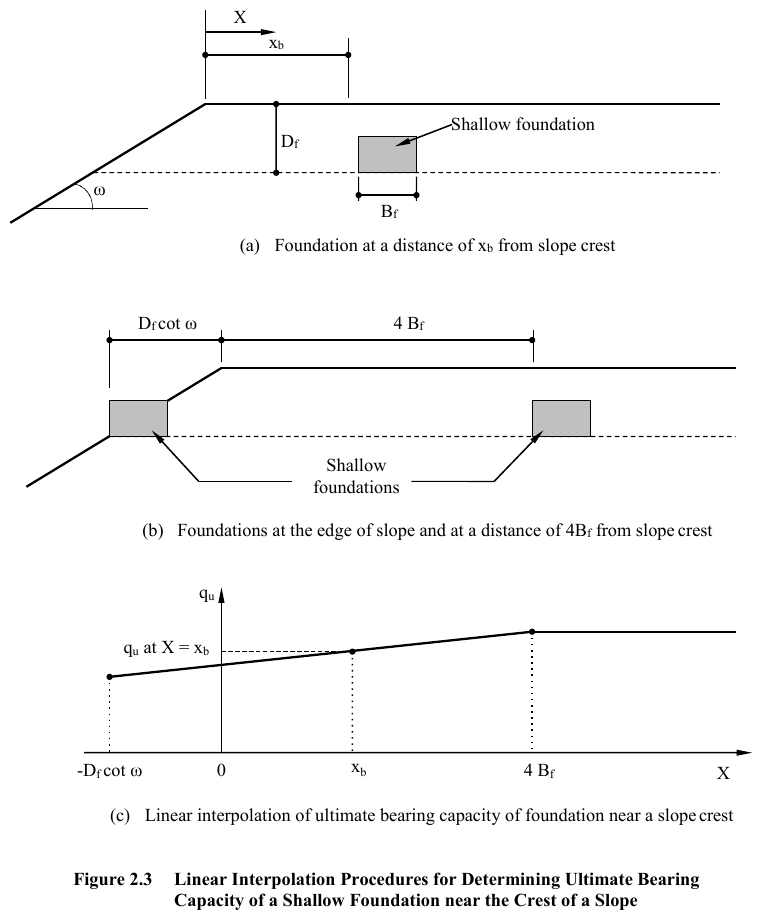 X
xb
Shallow foundation
Df
ω
Bf
(a) Foundation at a distance of xb from slope crest
Df cot ω
4 Bf
Shallow
foundations
(b) Foundations at the edge of slope and at a distance of 4Bf from slope crest
qu
qu at X = xb
-Df cot ω
0
xb
4 Bf
X
(c) Linear interpolation of ultimate bearing capacity of foundation near a slope crest
Figure 2.3 Linear Interpolation Procedures for Determining Ultimate Bearing
Capacity of a Shallow Foundation near the Crest of a Slope